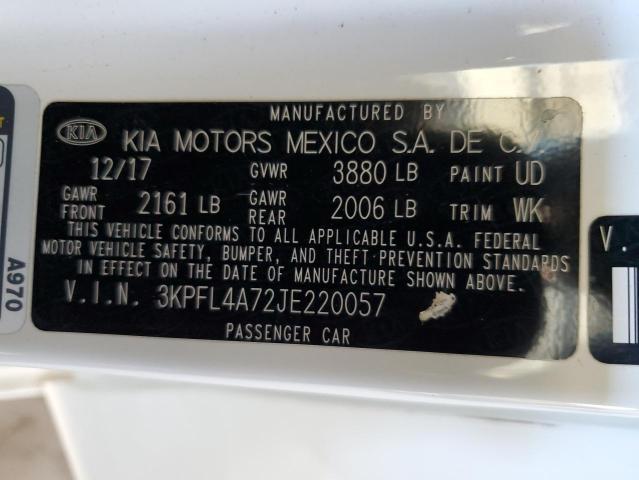 MANUFACTURED BY
KIA KIA MOTORS MEXICO S.A. DE C.V.
12/17 GVWR 3880 LB PAINT UD
GAWR FRONT 2161 LB GAWR REAR 2006 LB TRIM WK
THIS VEHICLE CONFORMS TO ALL APPLICABLE U.S.A. FEDERAL
MOTOR VEHICLE SAFETY, BUMPER, AND THEFT PREVENTION STANDARDS
IN EFFECT ON THE DATE OF MANUFACTURE SHOWN ABOVE.
V.I.N. 3KPFL4A72JE220057
PASSENGER CAR
A970
V.